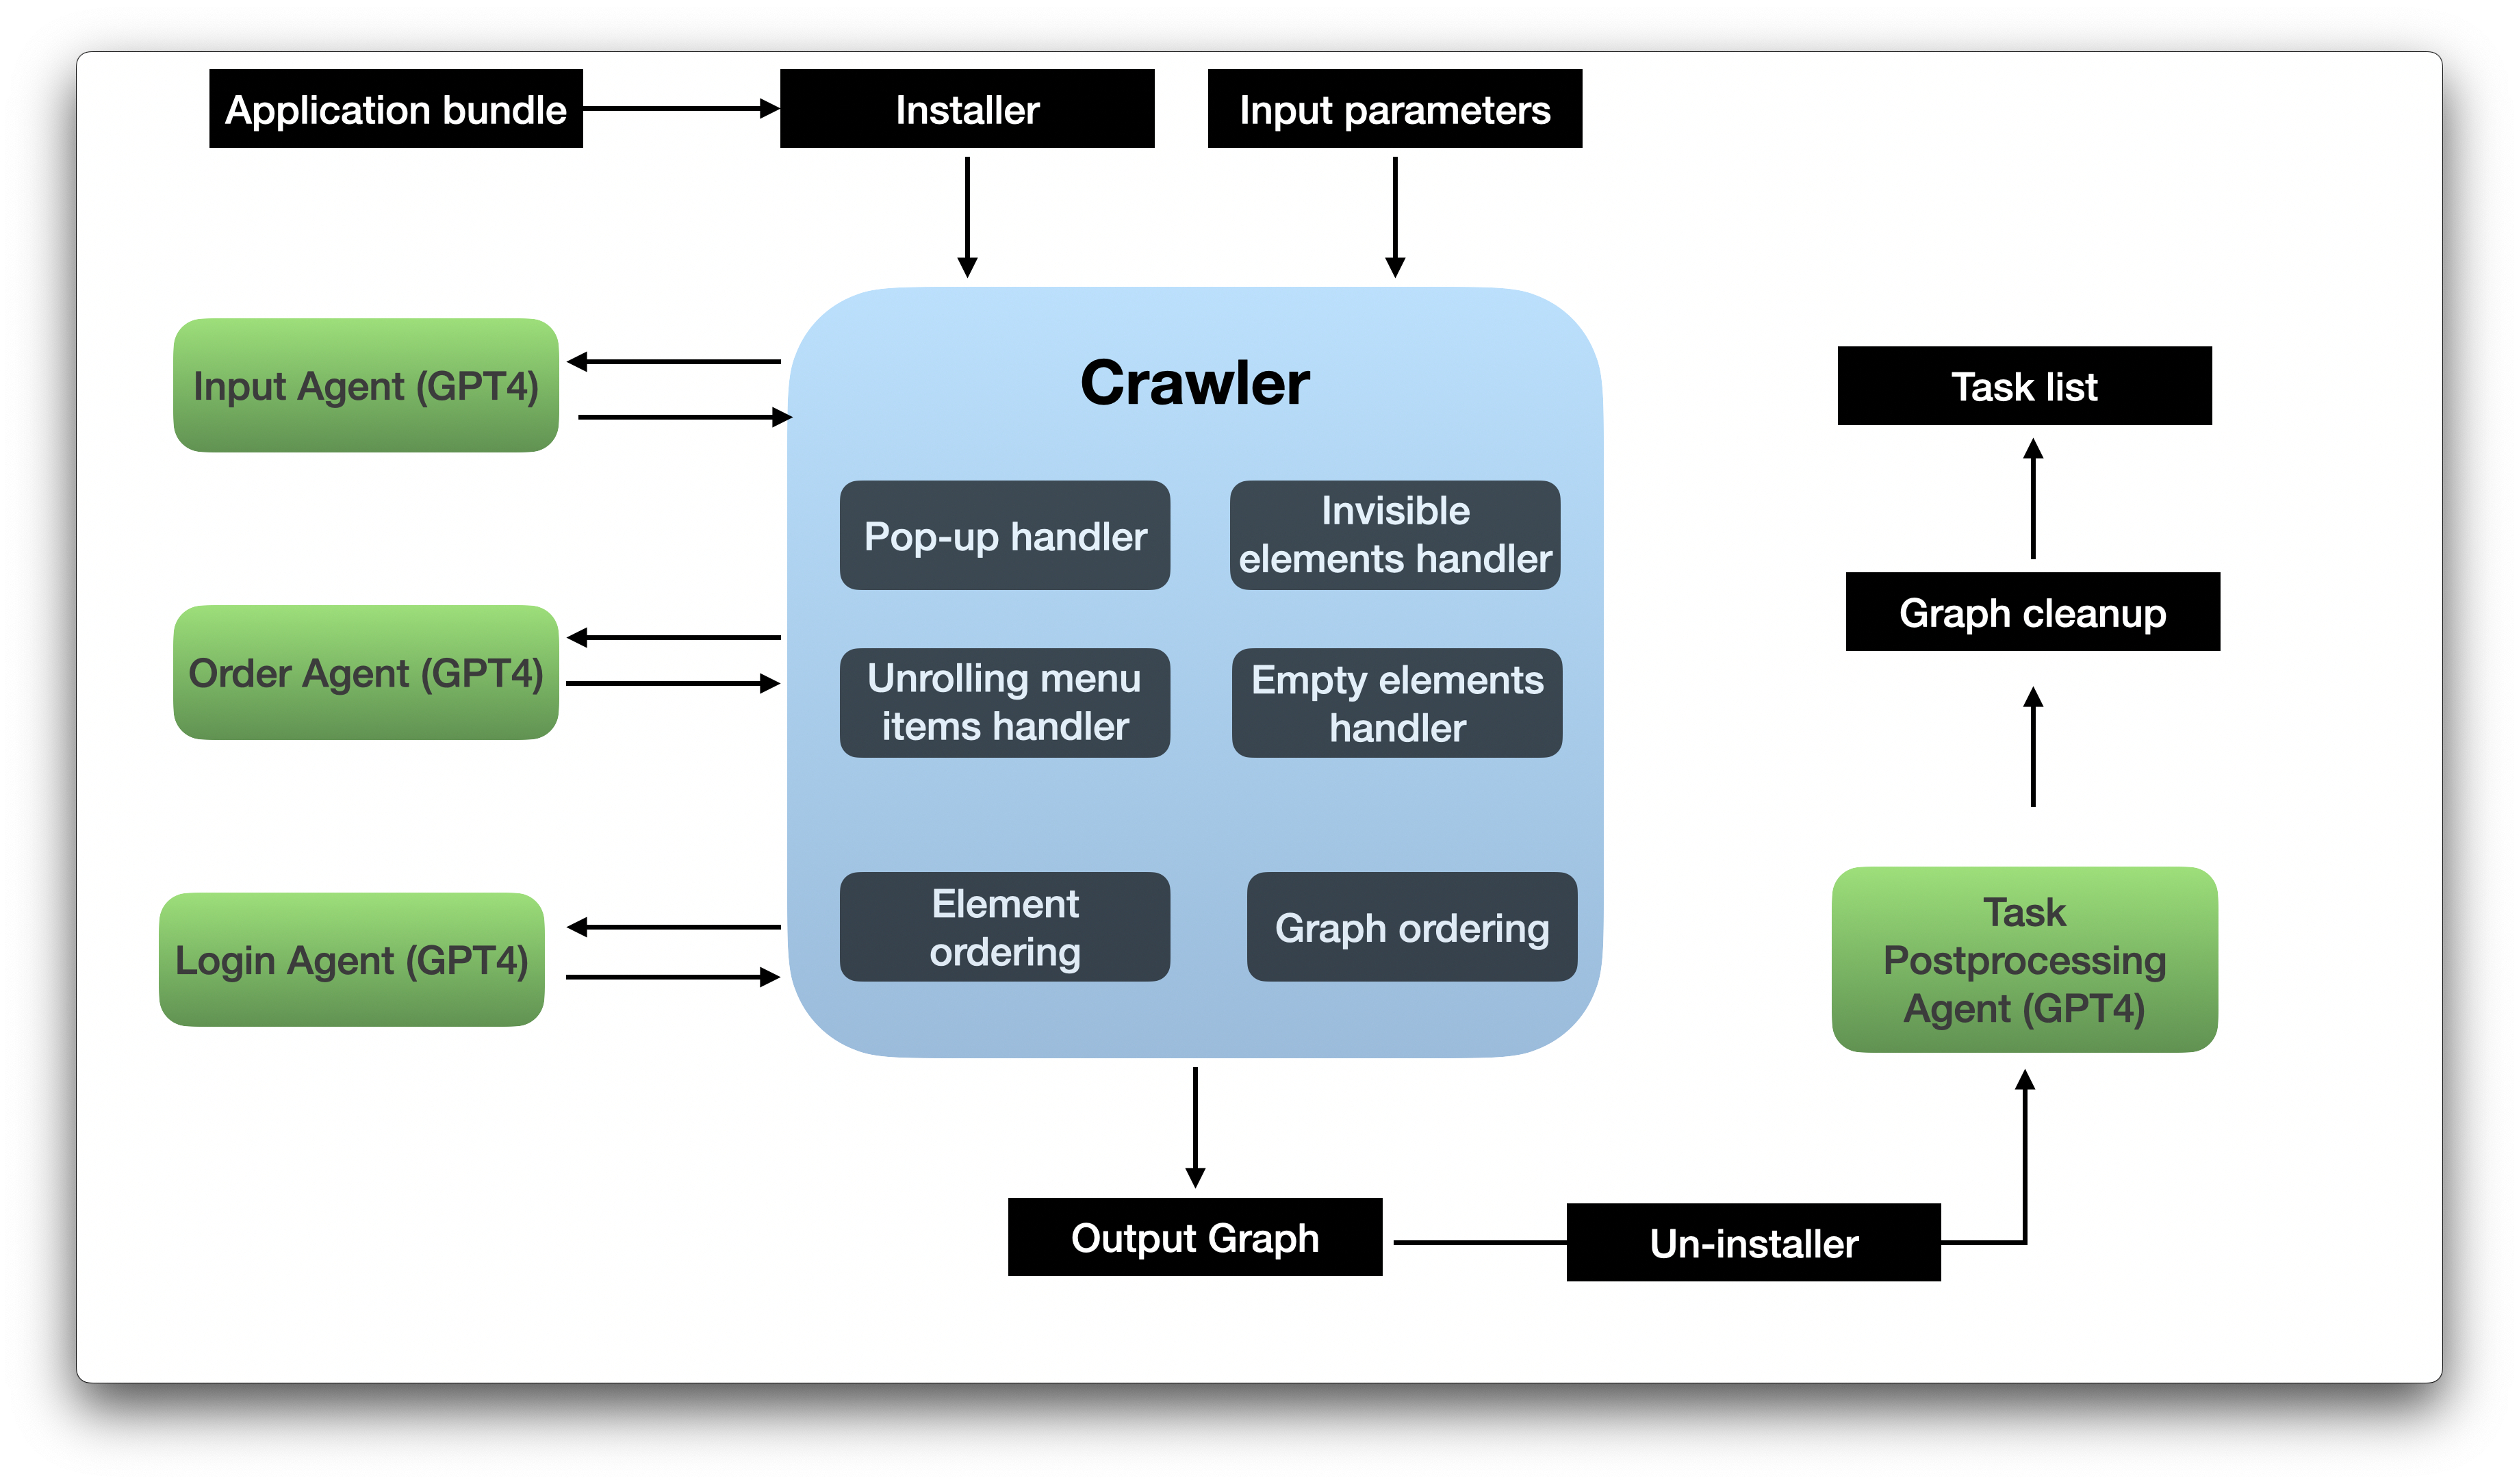 Application bundle
Installer
Input parameters
Input Agent (GPT4)
Crawler
Task list
Pop-up handler
Invisible
elements handler
Graph cleanup
Order Agent (GPT4)
Unrolling menu
items handler
Empty elements
handler
Login Agent (GPT4)
Element
ordering
Graph ordering
Task
Postprocessing
Agent (GPT4)
Output Graph
Un-installer